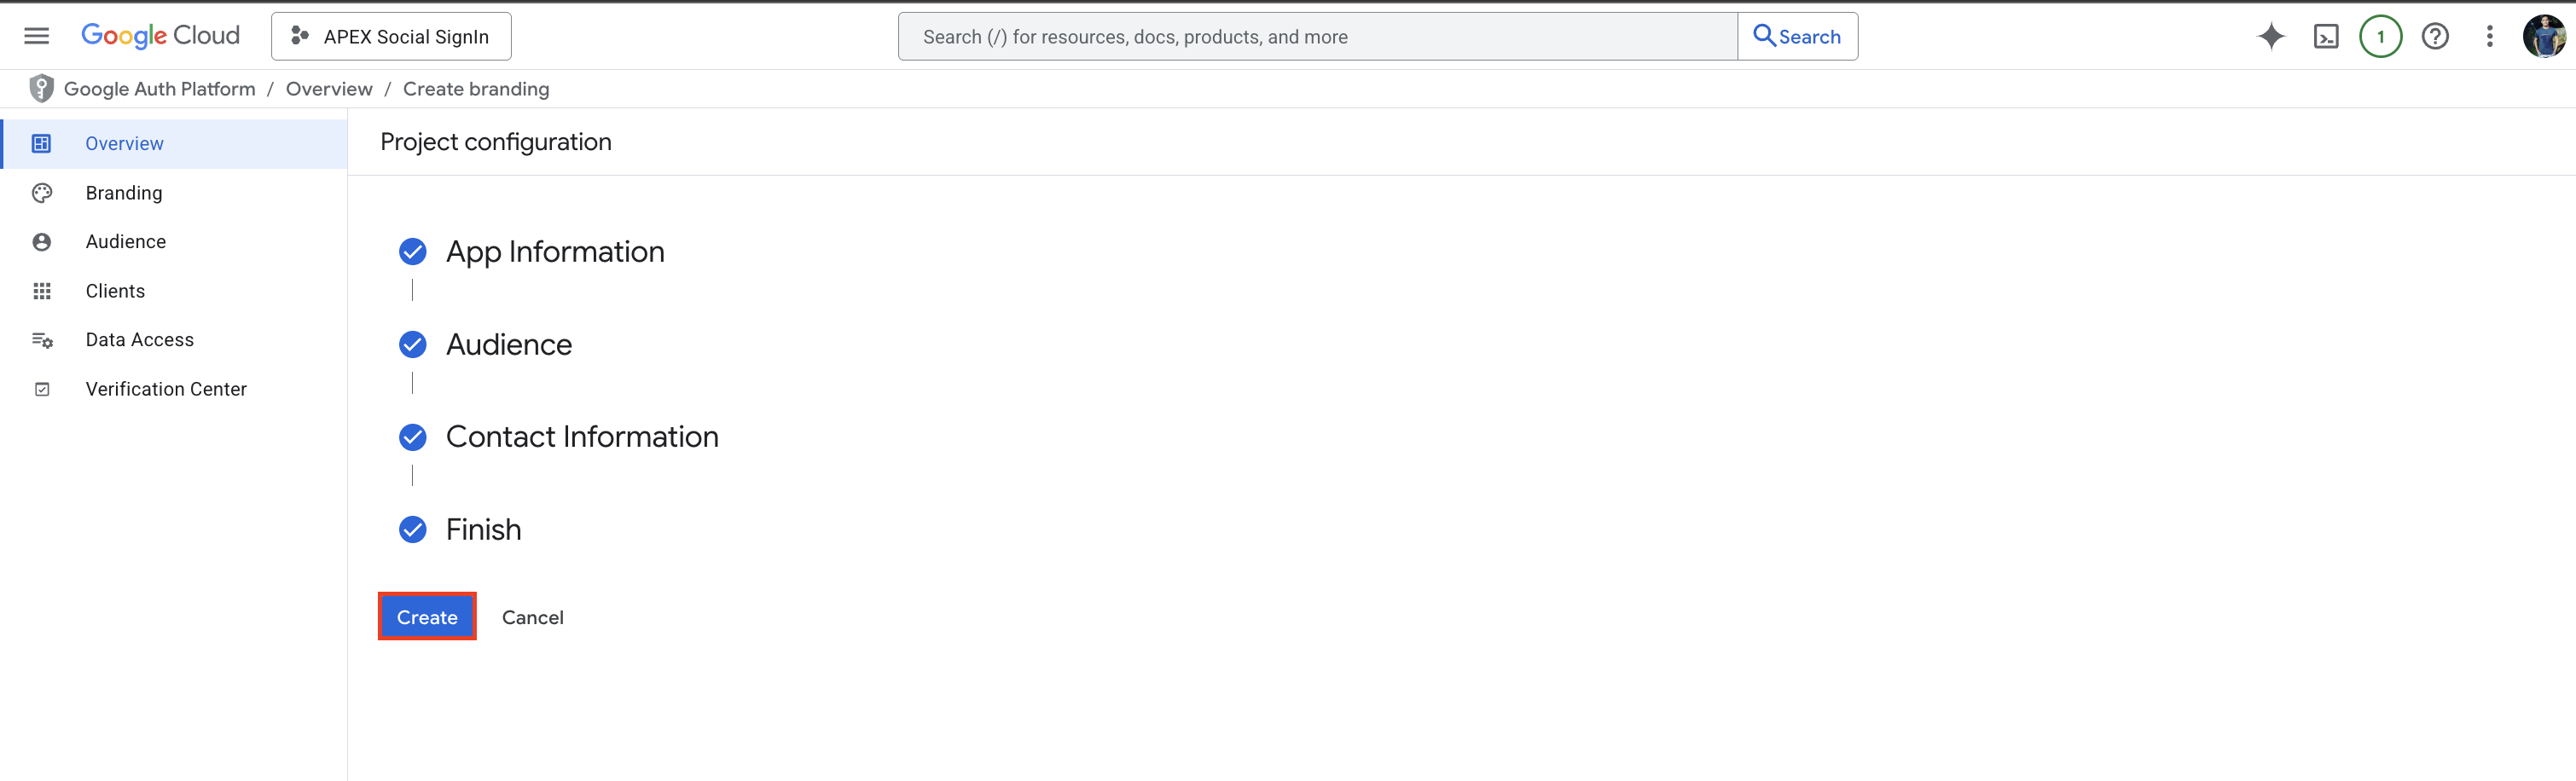 Google Cloud
APEX Social SignIn
Search (/) for resources, docs, products, and more
Search
1
Google Auth Platform / Overview / Create branding
Overview
Branding
Audience
Clients
Data Access
Verification Center
Project configuration
App Information
Audience
Contact Information
Finish
Create
Cancel